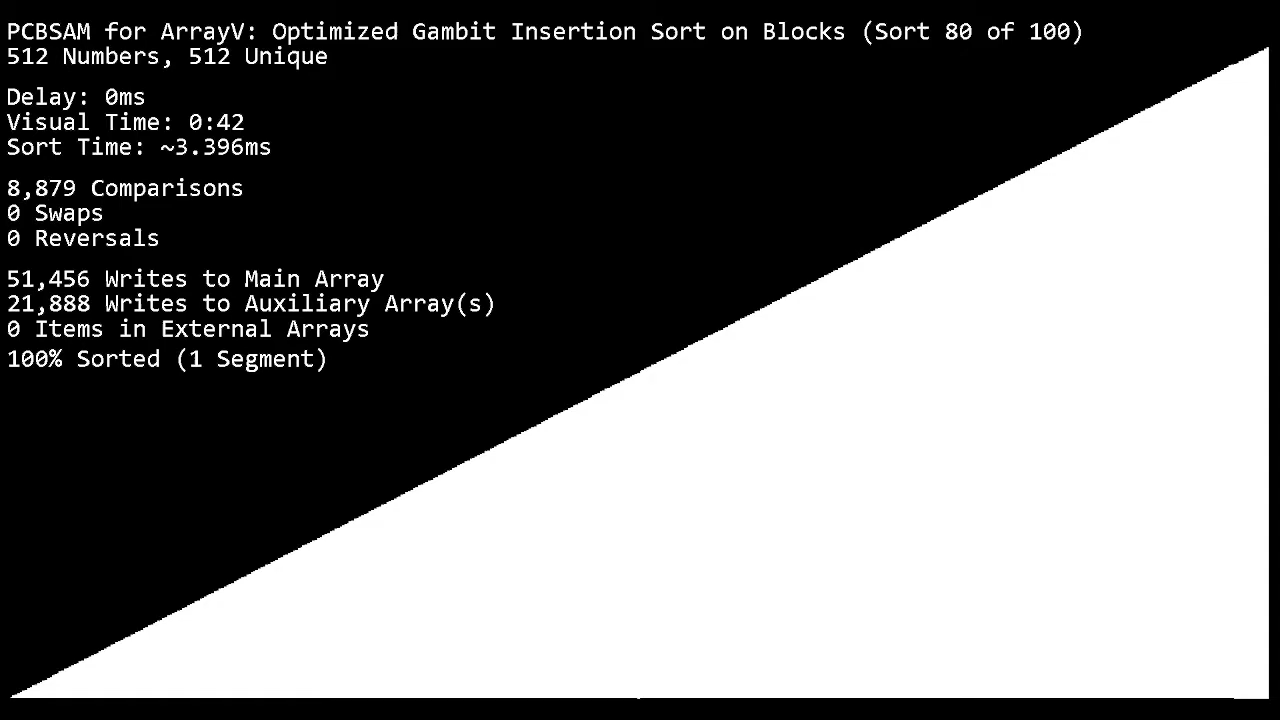 PCBSAM for ArrayV: Optimized Gambit Insertion Sort on Blocks (Sort 80 of 100)
512 Numbers, 512 Unique
Delay: 0ms
Visual Time: 0:42
Sort Time: ~3.396ms
8,879 Comparisons
0 Swaps
0 Reversals
51,456 Writes to Main Array
21,888 Writes to Auxiliary Array(s)
0 Items in External Arrays
100% Sorted (1 Segment)